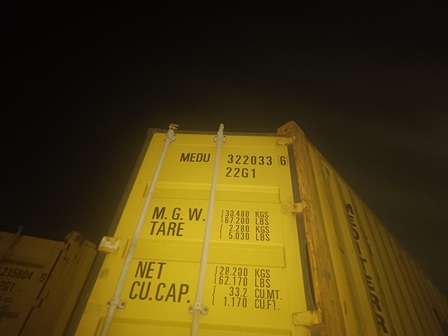 MEDU 322033 6
22G1
M.G.W. 30.480 KGS
67.200 LBS
TARE 2.280 KGS
5.030 LBS
NET 28.200 KGS
62.170 LBS
CU.CAP. 33.2 CU.MT.
1.170 CU.FT.